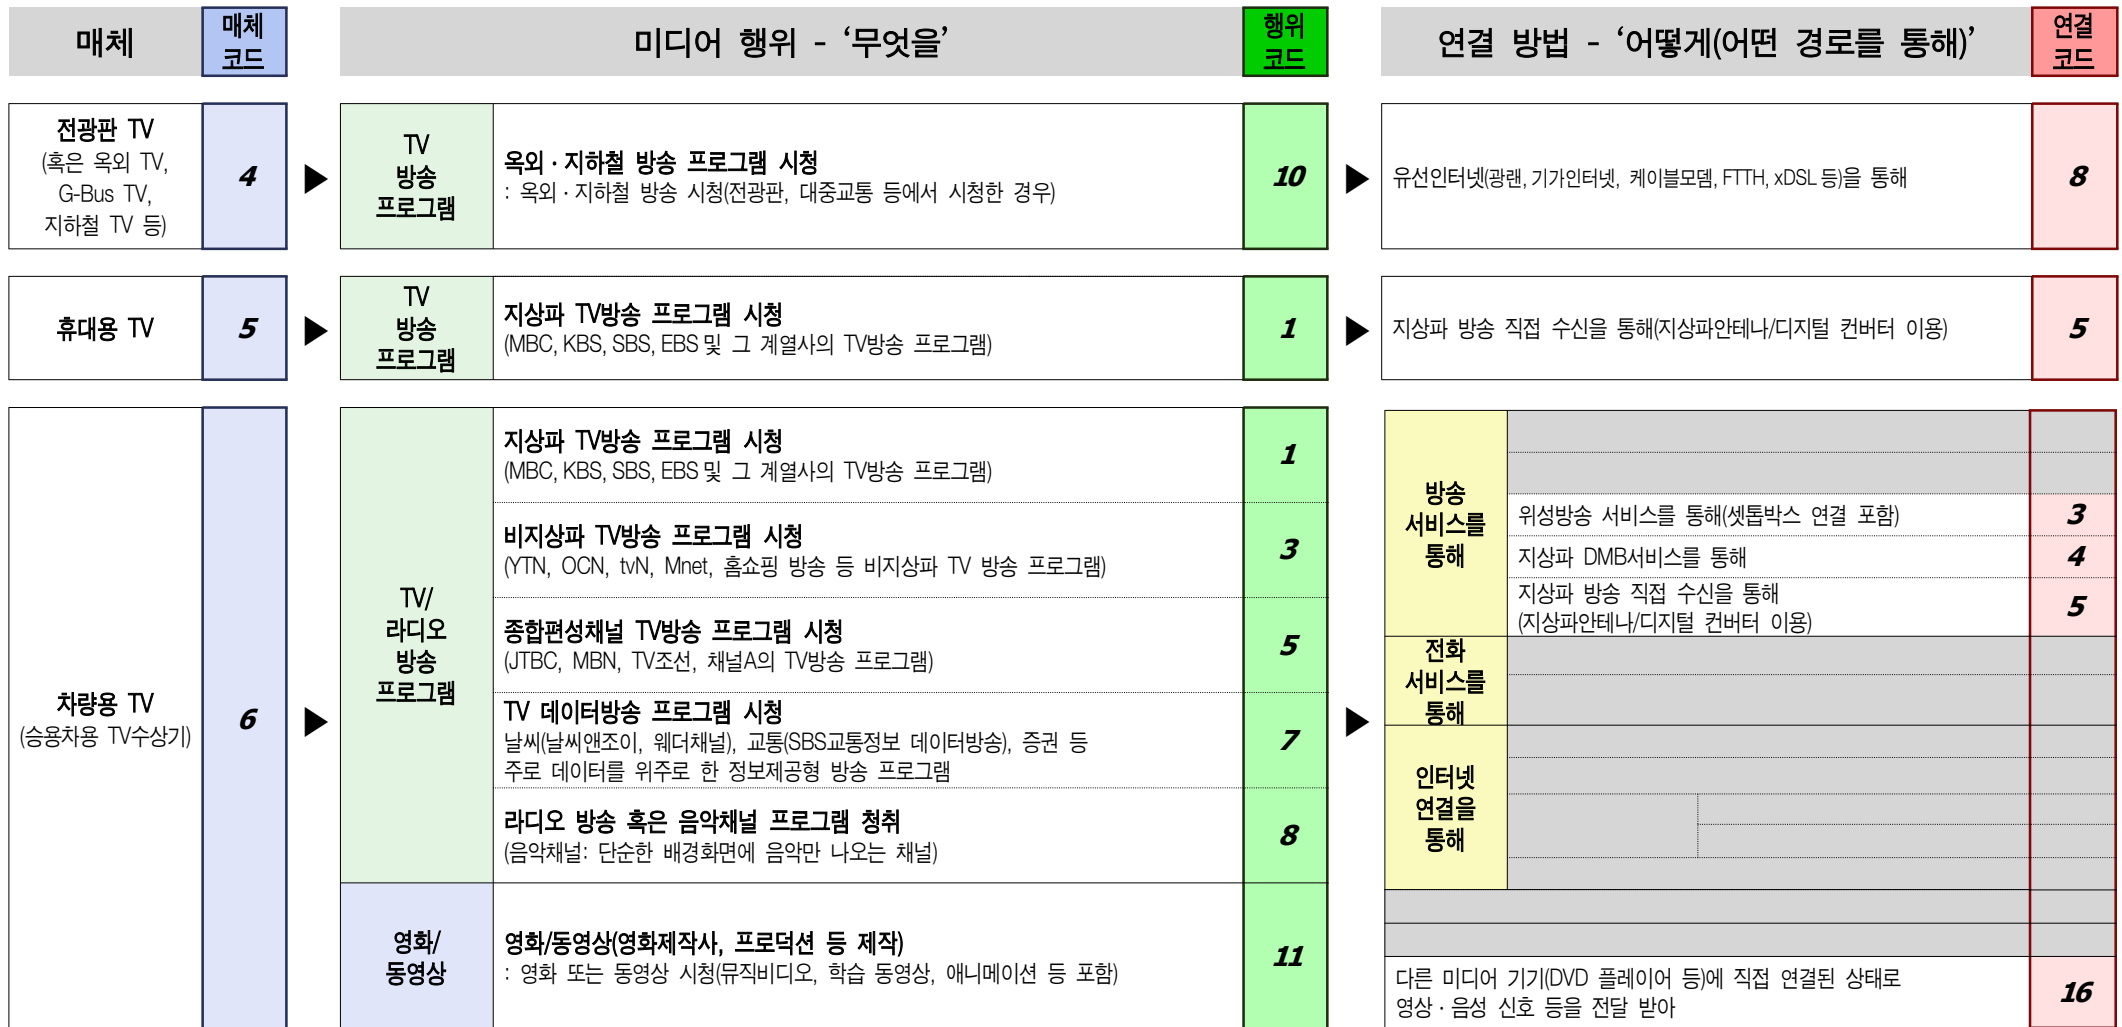 매체
매체
코드
미디어 행위 - ‘무엇을’
행위
코드
연결 방법 - ‘어떻게(어떤 경로를 통해)’
연결
코드
전광판 TV
(혹은 옥외 TV,
G-Bus TV,
지하철 TV 등)
4
▶
TV
방송
프로그램
옥외 · 지하철 방송 프로그램 시청
: 옥외 · 지하철 방송 시청(전광판, 대중교통 등에서 시청한 경우)
10
▶
유선인터넷(광랜, 기가인터넷, 케이블모뎀, FTTH, xDSL 등)을 통해
8
휴대용 TV
5
▶
TV
방송
프로그램
지상파 TV방송 프로그램 시청
(MBC, KBS, SBS, EBS 및 그 계열사의 TV방송 프로그램)
1
▶
지상파 방송 직접 수신을 통해(지상파안테나/디지털 컨버터 이용)
5
차량용 TV
(승용차용 TV수상기)
6
▶
TV/
라디오
방송
프로그램
지상파 TV방송 프로그램 시청
(MBC, KBS, SBS, EBS 및 그 계열사의 TV방송 프로그램)
1
비지상파 TV방송 프로그램 시청
(YTN, OCN, tvN, Mnet, 홈쇼핑 방송 등 비지상파 TV 방송 프로그램)
3
종합편성채널 TV방송 프로그램 시청
(JTBC, MBN, TV조선, 채널A의 TV방송 프로그램)
5
TV 데이터방송 프로그램 시청
날씨(날씨앤조이, 웨더채널), 교통(SBS교통정보 데이터방송), 증권 등
주로 데이터를 위주로 한 정보제공형 방송 프로그램
7
라디오 방송 혹은 음악채널 프로그램 청취
(음악채널: 단순한 배경화면에 음악만 나오는 채널)
8
영화/
동영상
영화/동영상(영화제작사, 프로덕션 등 제작)
: 영화 또는 동영상 시청(뮤직비디오, 학습 동영상, 애니메이션 등 포함)
11
▶
방송
서비스를
통해
위성방송 서비스를 통해(셋톱박스 연결 포함)
3
지상파 DMB서비스를 통해
4
지상파 방송 직접 수신을 통해
(지상파안테나/디지털 컨버터 이용)
5
전화
서비스를
통해
인터넷
연결을
통해
다른 미디어 기기(DVD 플레이어 등)에 직접 연결된 상태로
영상 · 음성 신호 등을 전달 받아
16